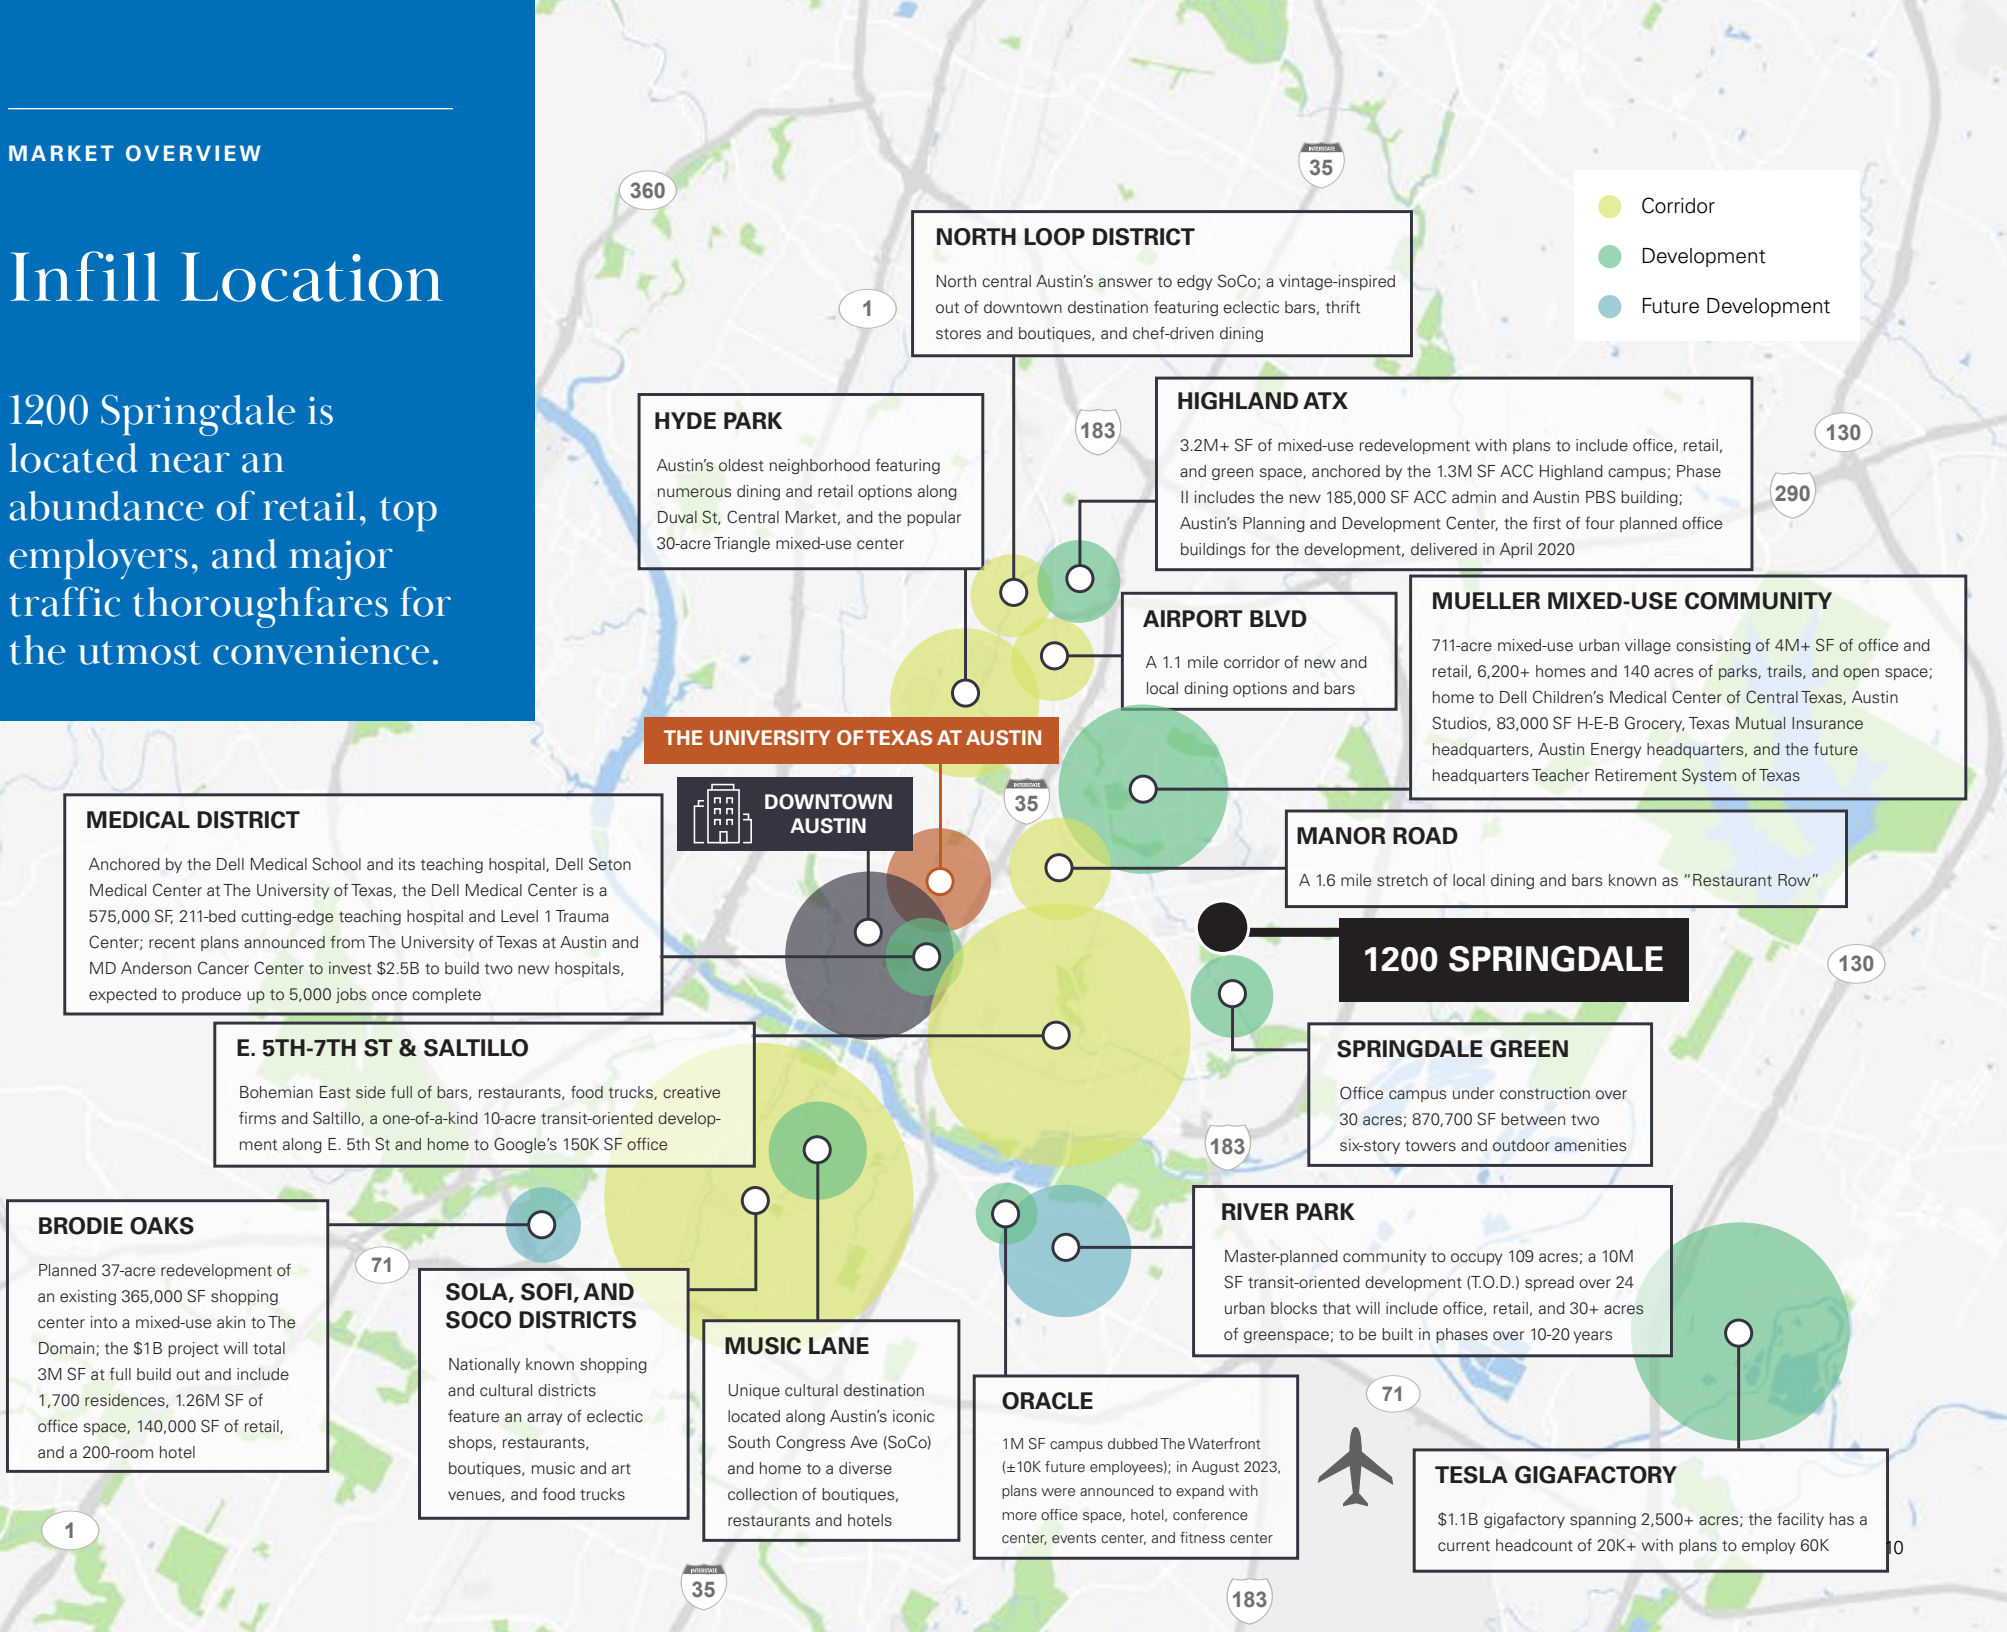 MARKET OVERVIEW
Infill Location
1200 Springdale is
located near an
abundance of retail, top
employers, and major
traffic thoroughfares for
the utmost convenience.
360
INTERSTATE
35
1
183
130
290
Corridor
Development
Future Development
NORTH LOOP DISTRICT
North central Austin's answer to edgy SoCo; a vintage-inspired
out of downtown destination featuring eclectic bars, thrift
stores and boutiques, and chef-driven dining
HYDE PARK
Austin's oldest neighborhood featuring
numerous dining and retail options along
Duval St, Central Market, and the popular
30-acre Triangle mixed-use center
HIGHLAND ATX
3.2M+ SF of mixed-use redevelopment with plans to include office, retail,
and green space, anchored by the 1.3M SF ACC Highland campus; Phase
II includes the new 185,000 SF ACC admin and Austin PBS building;
Austin's Planning and Development Center, the first of four planned office
buildings for the development, delivered in April 2020
AIRPORT BLVD
A 1.1 mile corridor of new and
local dining options and bars
MUELLER MIXED-USE COMMUNITY
711-acre mixed-use urban village consisting of 4M+ SF of office and
retail, 6,200+ homes and 140 acres of parks, trails, and open space;
home to Dell Children's Medical Center of Central Texas, Austin
Studios, 83,000 SF H-E-B Grocery, Texas Mutual Insurance
headquarters, Austin Energy headquarters, and the future
headquarters Teacher Retirement System of Texas
THE UNIVERSITY OF TEXAS AT AUSTIN
DOWNTOWN
AUSTIN
INTERSTATE
35
MEDICAL DISTRICT
Anchored by the Dell Medical School and its teaching hospital, Dell Seton
Medical Center at The University of Texas, the Dell Medical Center is a
575,000 SF, 211-bed cutting-edge teaching hospital and Level 1 Trauma
Center; recent plans announced from The University of Texas at Austin and
MD Anderson Cancer Center to invest $2.5B to build two new hospitals,
expected to produce up to 5,000 jobs once complete
MANOR ROAD
A 1.6 mile stretch of local dining and bars known as “Restaurant Row”
1200 SPRINGDALE
130
E. 5TH-7TH ST & SALTILLO
Bohemian East side full of bars, restaurants, food trucks, creative
firms and Saltillo, a one-of-a-kind 10-acre transit-oriented develop-
ment along E. 5th St and home to Google's 150K SF office
SPRINGDALE GREEN
Office campus under construction over
30 acres; 870,700 SF between two
six-story towers and outdoor amenities
183
BRODIE OAKS
Planned 37-acre redevelopment of
an existing 365,000 SF shopping
center into a mixed-use akin to The
Domain; the $1B project will total
3M SF at full build out and include
1,700 residences, 1.26M SF of
office space, 140,000 SF of retail,
and a 200-room hotel
71
SOLA, SOFI, AND
SOCO DISTRICTS
Nationally known shopping
and cultural districts
feature an array of eclectic
shops, restaurants,
boutiques, music and art
venues, and food trucks
MUSIC LANE
Unique cultural destination
located along Austin's iconic
South Congress Ave (SoCo)
and home to a diverse
collection of boutiques,
restaurants and hotels
RIVER PARK
Master-planned community to occupy 109 acres; a 10M
SF transit-oriented development (T.O.D.) spread over 24
urban blocks that will include office, retail, and 30+ acres
of greenspace; to be built in phases over 10-20 years
ORACLE
1M SF campus dubbed The Waterfront
(±10K future employees); in August 2023,
plans were announced to expand with
more office space, hotel, conference
center, events center, and fitness center
71
TESLA GIGAFACTORY
$1.1B gigafactory spanning 2,500+ acres; the facility has a
current headcount of 20K+ with plans to employ 60K
1
INTERSTATE
35
183
10